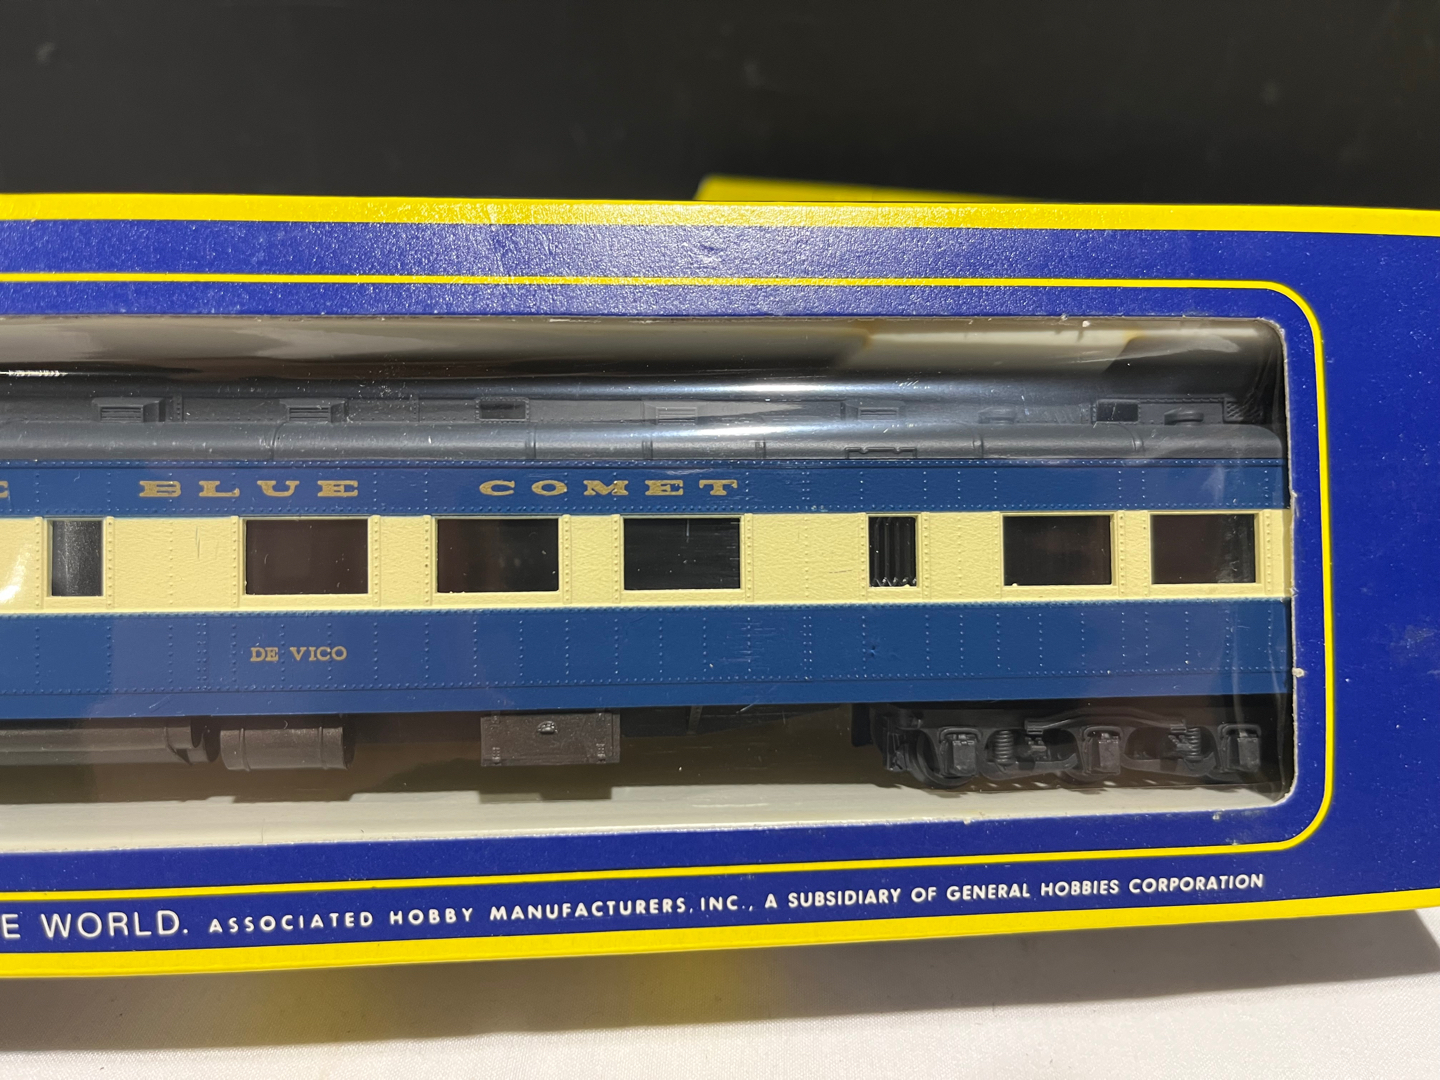 BLUE COMET
DE VICO
WORLD. ASSOCIATED HOBBY MANUFACTURERS, INC., A SUBSIDIARY OF GENERAL HOBBIES CORPORATION